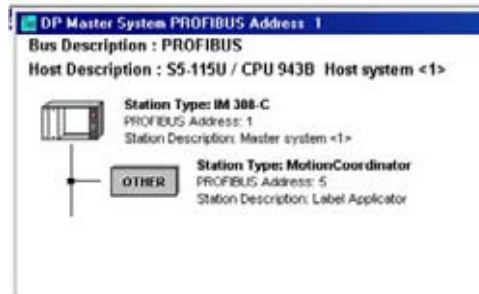 DP Master System PROFIBUS Address 1
Bus Description : PROFIBUS
Host Description : S5-115U / CPU 943B Host system <1>
Station Type: IM 308-C
PROFIBUS Address: 1
Station Description: Master system <1>
Station Type: MotionCoordinator
OTHER
PROFIBUS Address: 5
Station Description: Label Applicator